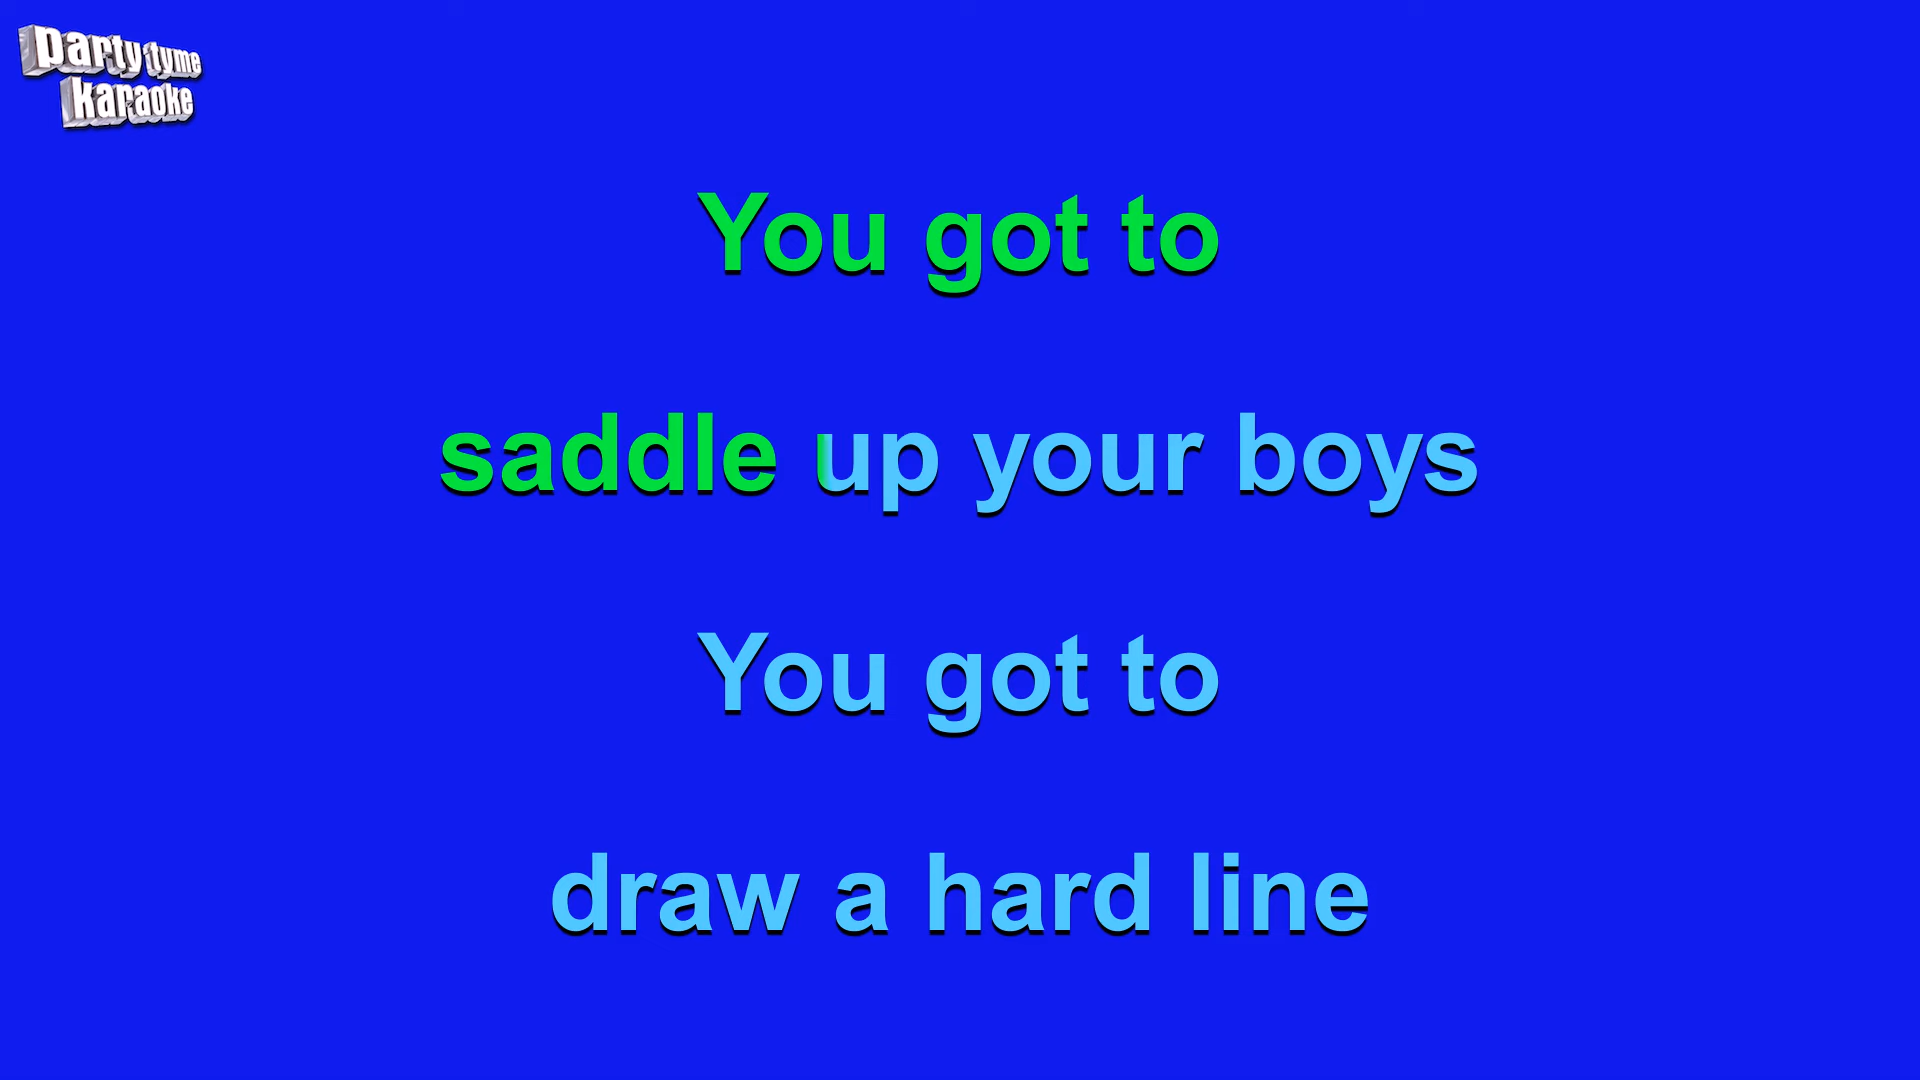 party tyme
karaoke
You got to
saddle up your boys
You got to
draw a hard line